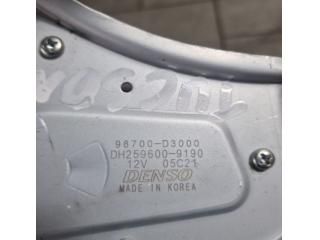 98700-D3000
DH259600-9190
12V 05C21
DENSO
MADE IN KOREA